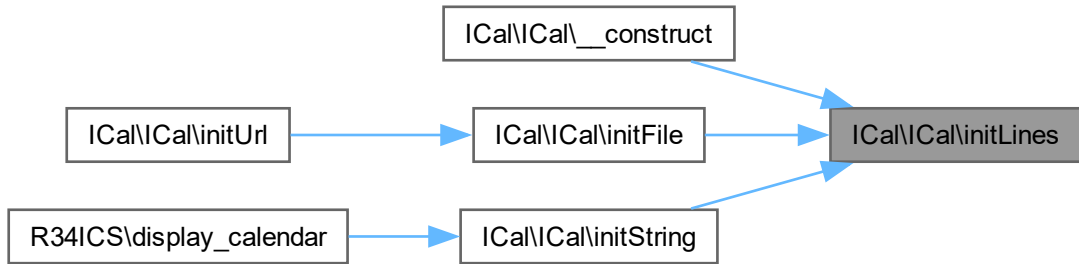 ICal\ICal\__construct
ICal\ICal\initUrl
ICal\ICal\initFile
ICal\ICal\initLines
R34ICS\display_calendar
ICal\ICal\initString